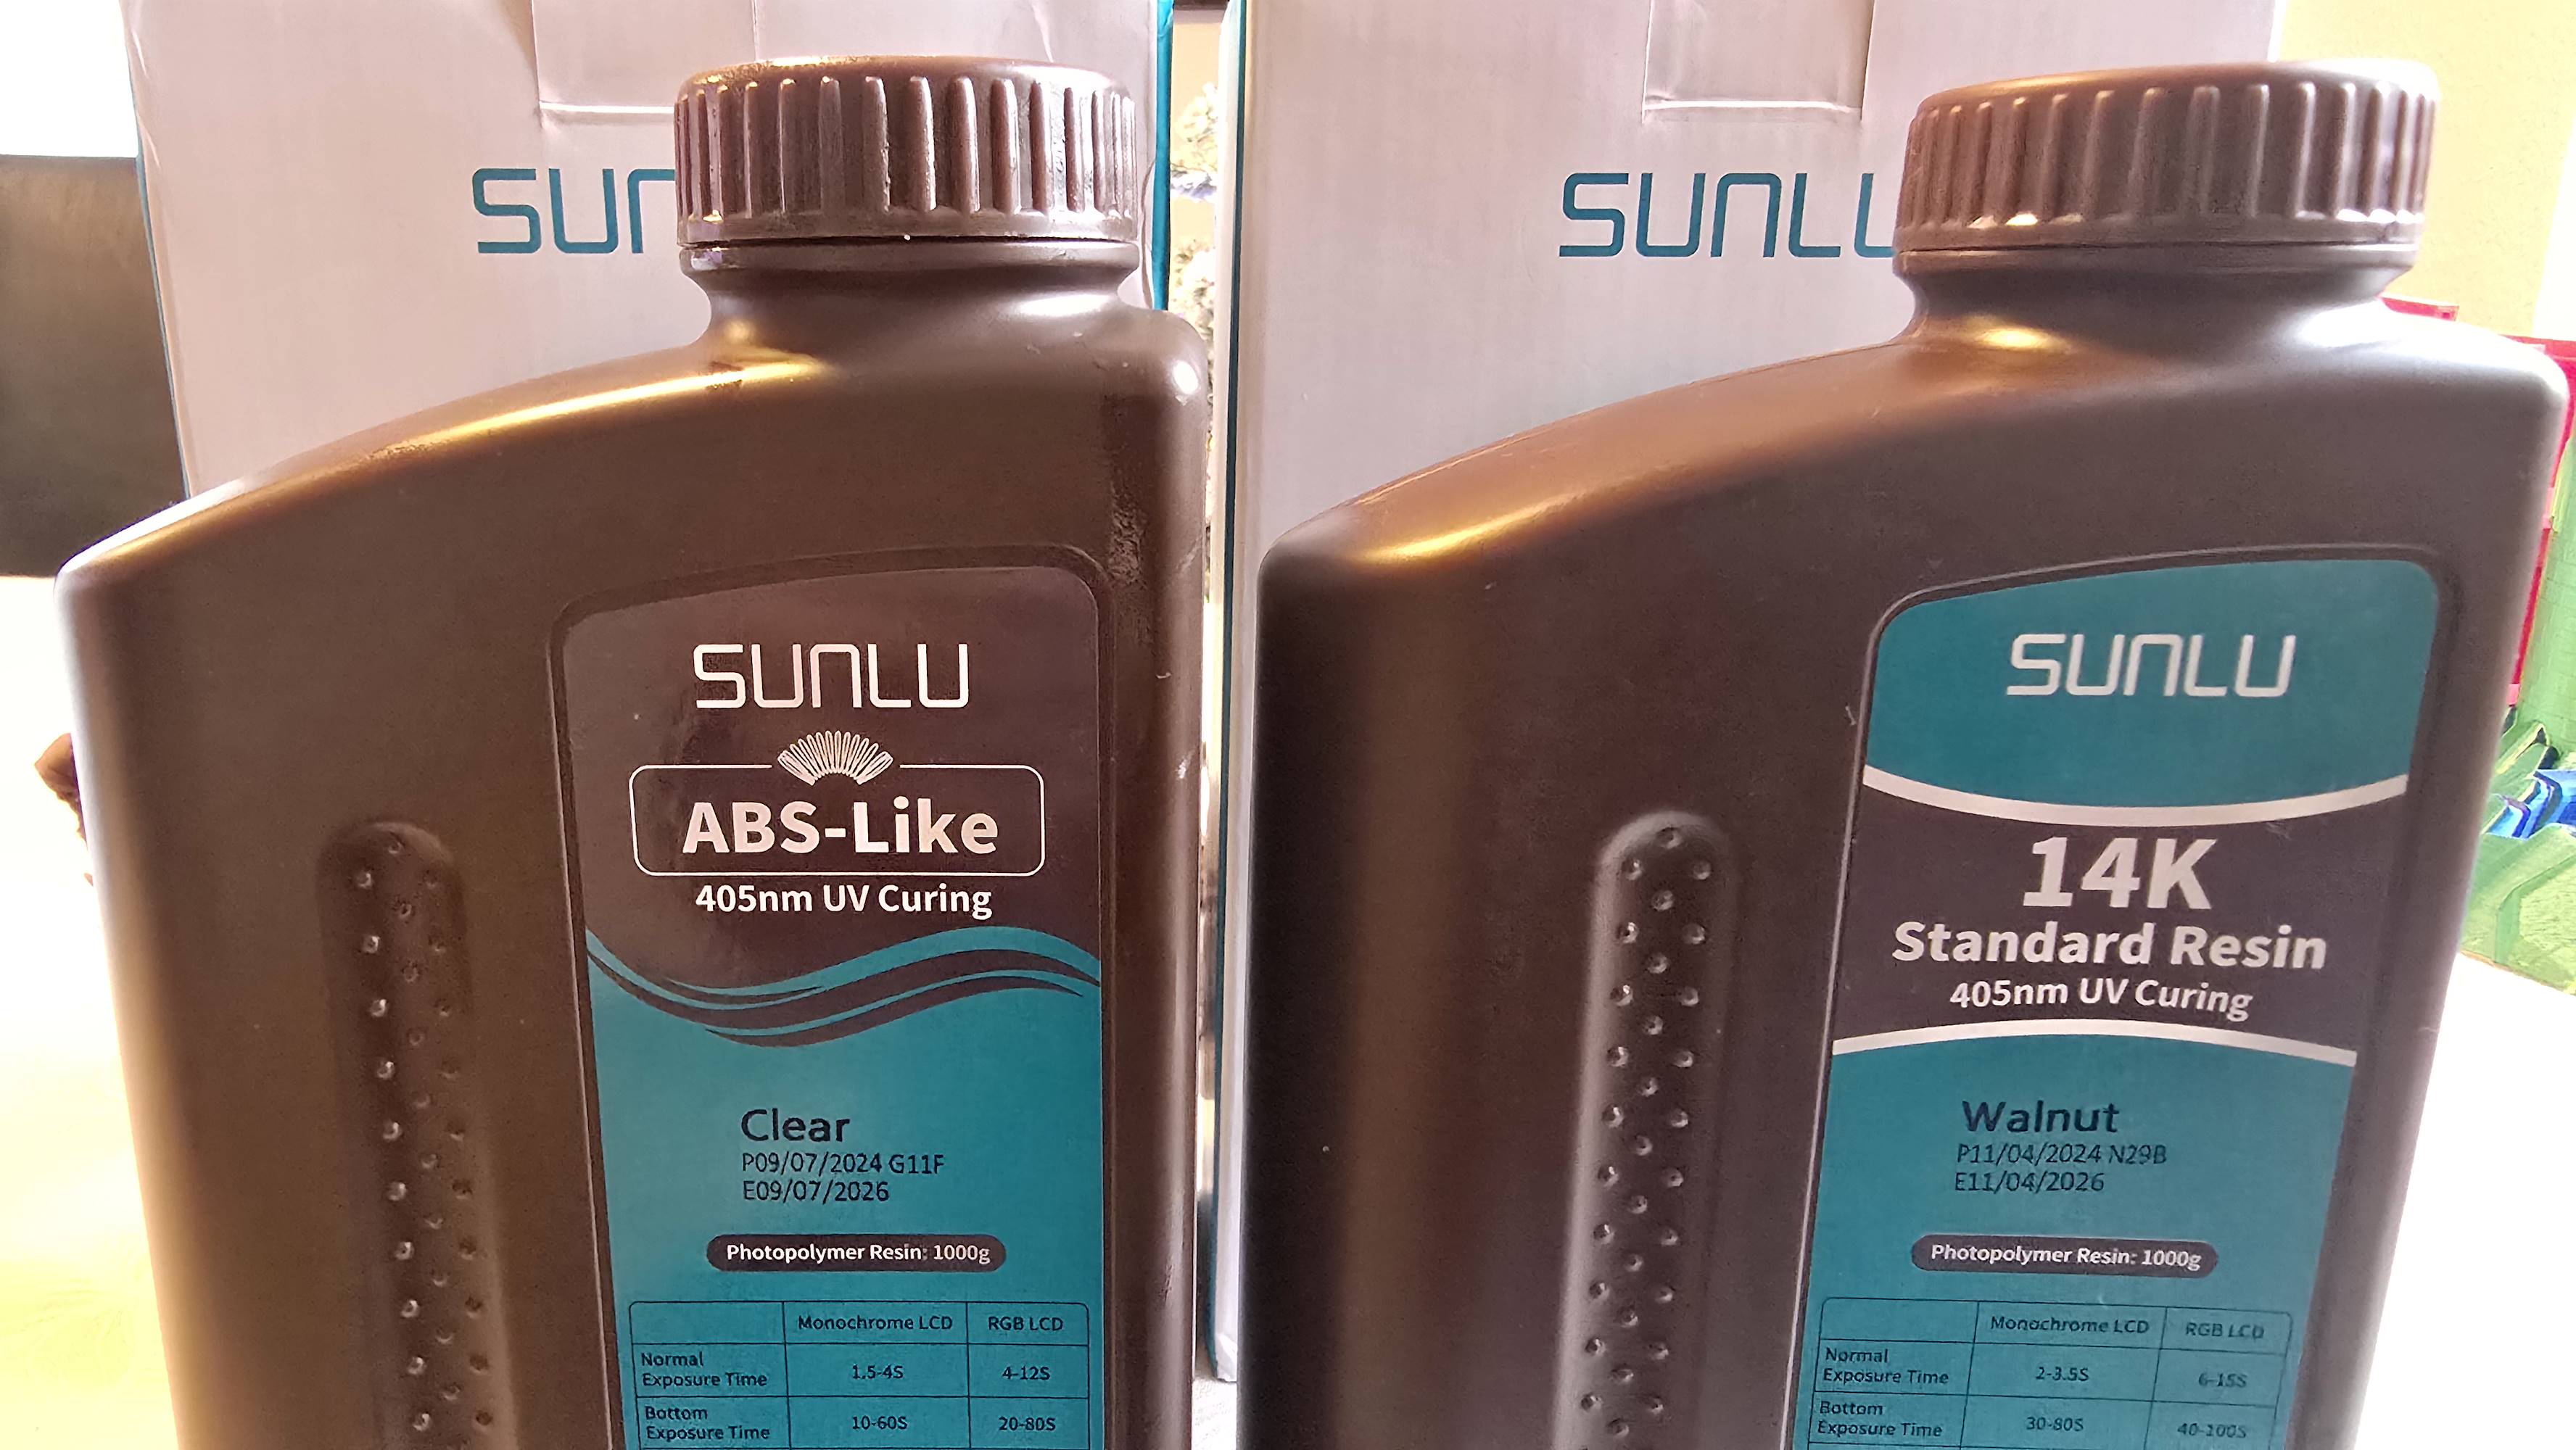 SUN
SUNLU
SUNLU
ABS-Like
405nm UV Curing
Clear
P09/07/2024 G11F
E09/07/2026
Photopolymer Resin: 1000g
Monochrome LCD RGB LCD
Normal
Exposure Time 1.5-4S 4-12S
Bottom
Exposure Time 10-60S 20-80S
SUNLU
14K
Standard Resin
405nm UV Curing
Walnut
P11/04/2024 N29B
E11/04/2026
Photopolymer Resin: 1000g
Monochrome LCD RGB LCD
Normal
Exposure Time 2-3.5S 6-15S
Bottom
Exposure Time 30-80S 40-100S